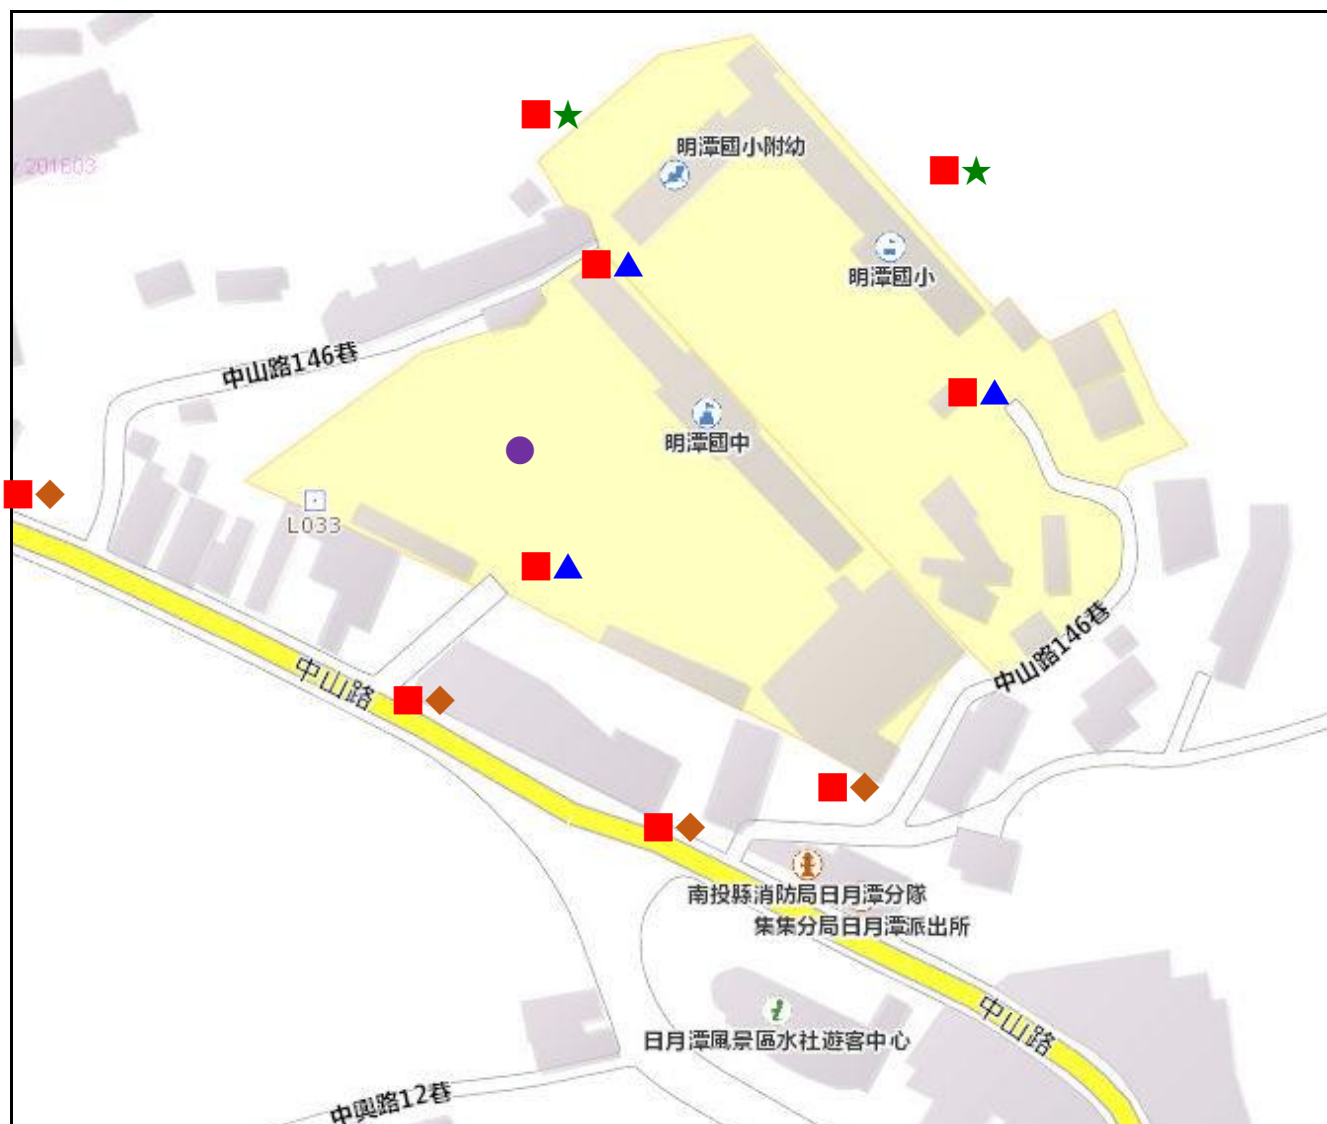 明潭國小附幼
201603
明潭國小
中山路146巷
明潭國中
L033
中山路146巷
中山路
南投縣消防局日月潭分隊
集集分局日月潭派出所
中山路
日月潭風景區水社遊客中心
中興路12巷